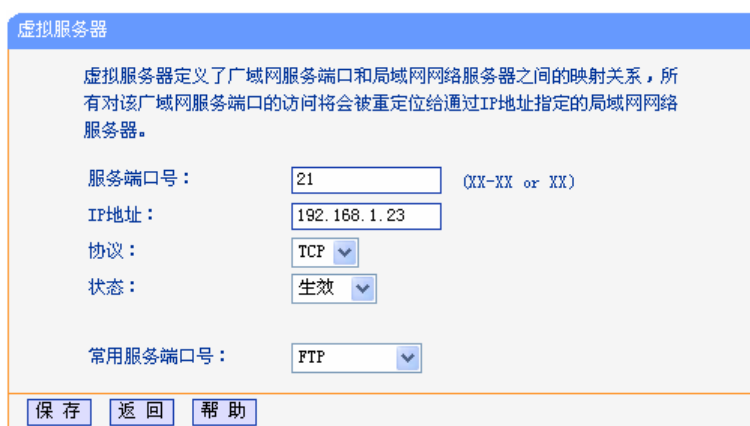 虚拟服务器
虚拟服务器定义了广域网服务端口和局域网网络服务器之间的映射关系，所
有对该广域网服务端口的访问将会被重定位给通过IP地址指定的局域网网络
服务器。
服务端口号： 21 (XX-XX or XX)
IP地址： 192.168.1.23
协议： TCP
状态： 生效
常用服务端口号： FTP
保 存 返 回 帮 助